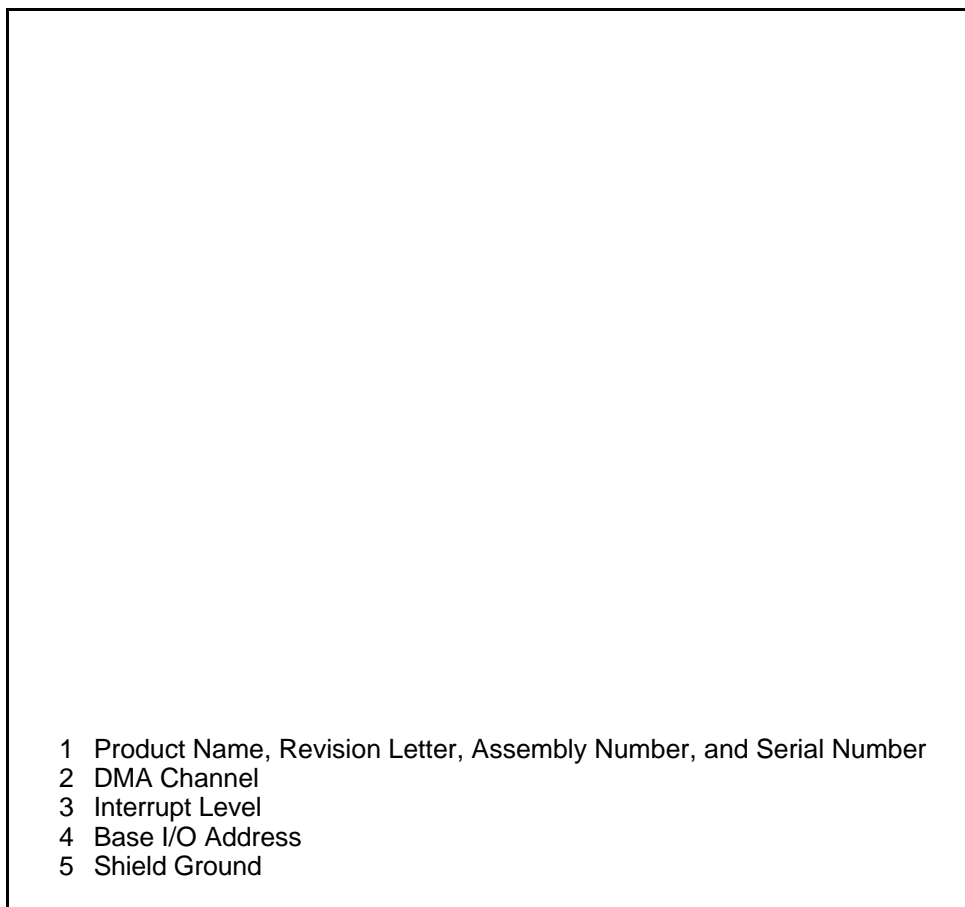 1 Product Name, Revision Letter, Assembly Number, and Serial Number
2 DMA Channel
3 Interrupt Level
4 Base I/O Address
5 Shield Ground